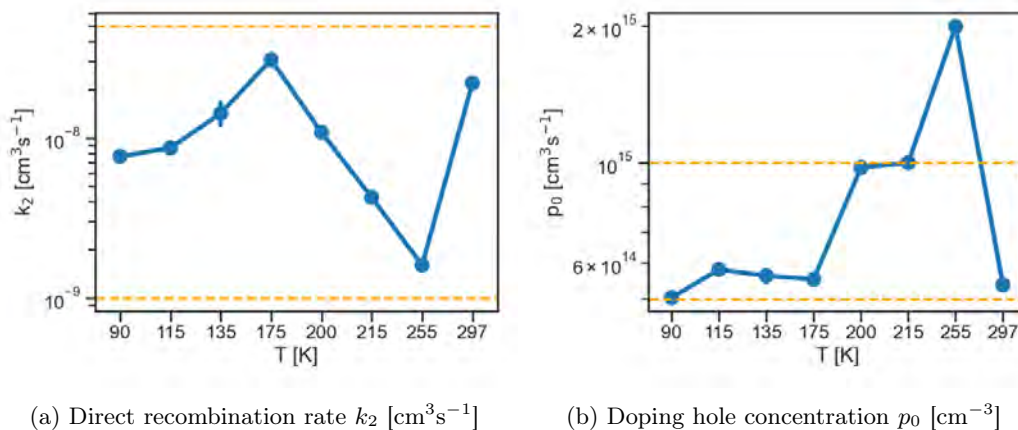 k₂ [cm³s⁻¹]
10⁻⁸
10⁻⁹
90 115 135 175 200 215 255 297
T [K]
p₀ [cm³s⁻¹]
2 × 10¹⁵
10¹⁵
6 × 10¹⁴
90 115 135 175 200 215 255 297
T [K]
(a) Direct recombination rate k₂ [cm³s⁻¹]
(b) Doping hole concentration p₀ [cm⁻³]